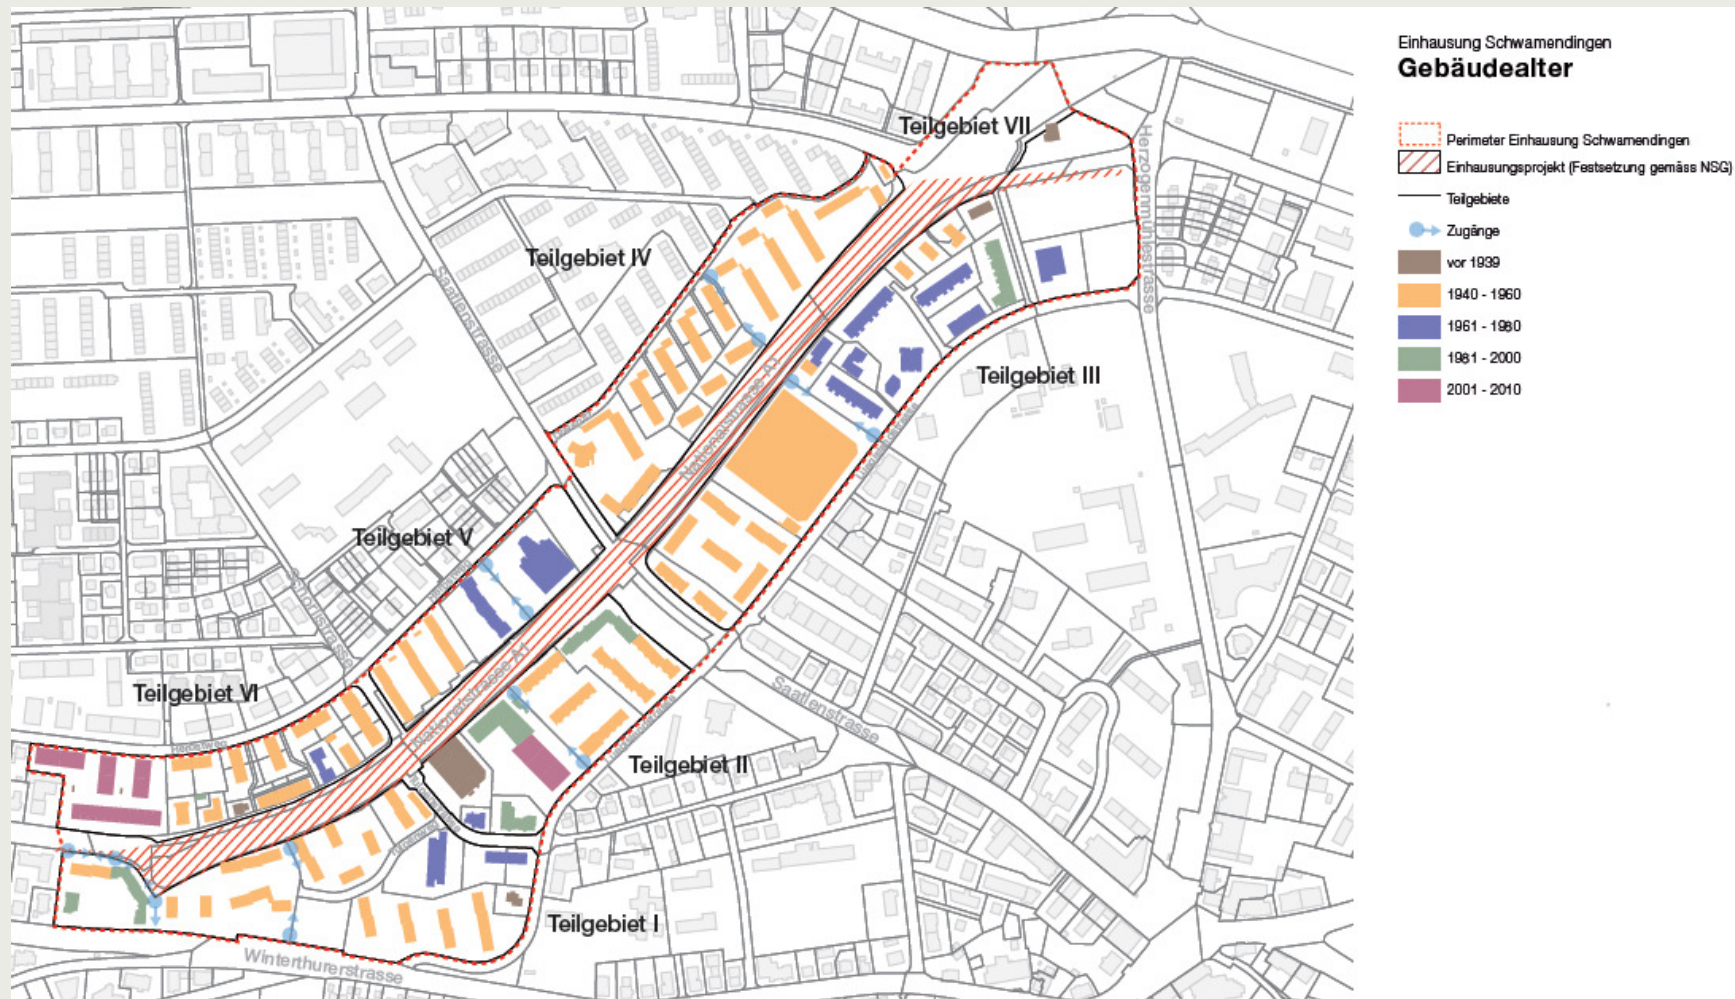 Einhausung Schwamendingen
Gebäudealter
Perimeter Einhausung Schwamendingen
Einhausungsprojekt (Festsetzung gemäss NSG)
Teilgebiete
Zugänge
vor 1939
1940 - 1960
1961 - 1980
1981 - 2000
2001 - 2010
Teilgebiet VII
Herzogenmühlestrasse
Teilgebiet IV
Saatlenstrasse
Teilgebiet III
Nationalstrasse A1
Teilgebiet V
Schörlistrasse
Teilgebiet VI
Nationalstrasse A1
Saatlenstrasse
Teilgebiet II
Teilgebiet I
Winterthurerstrasse